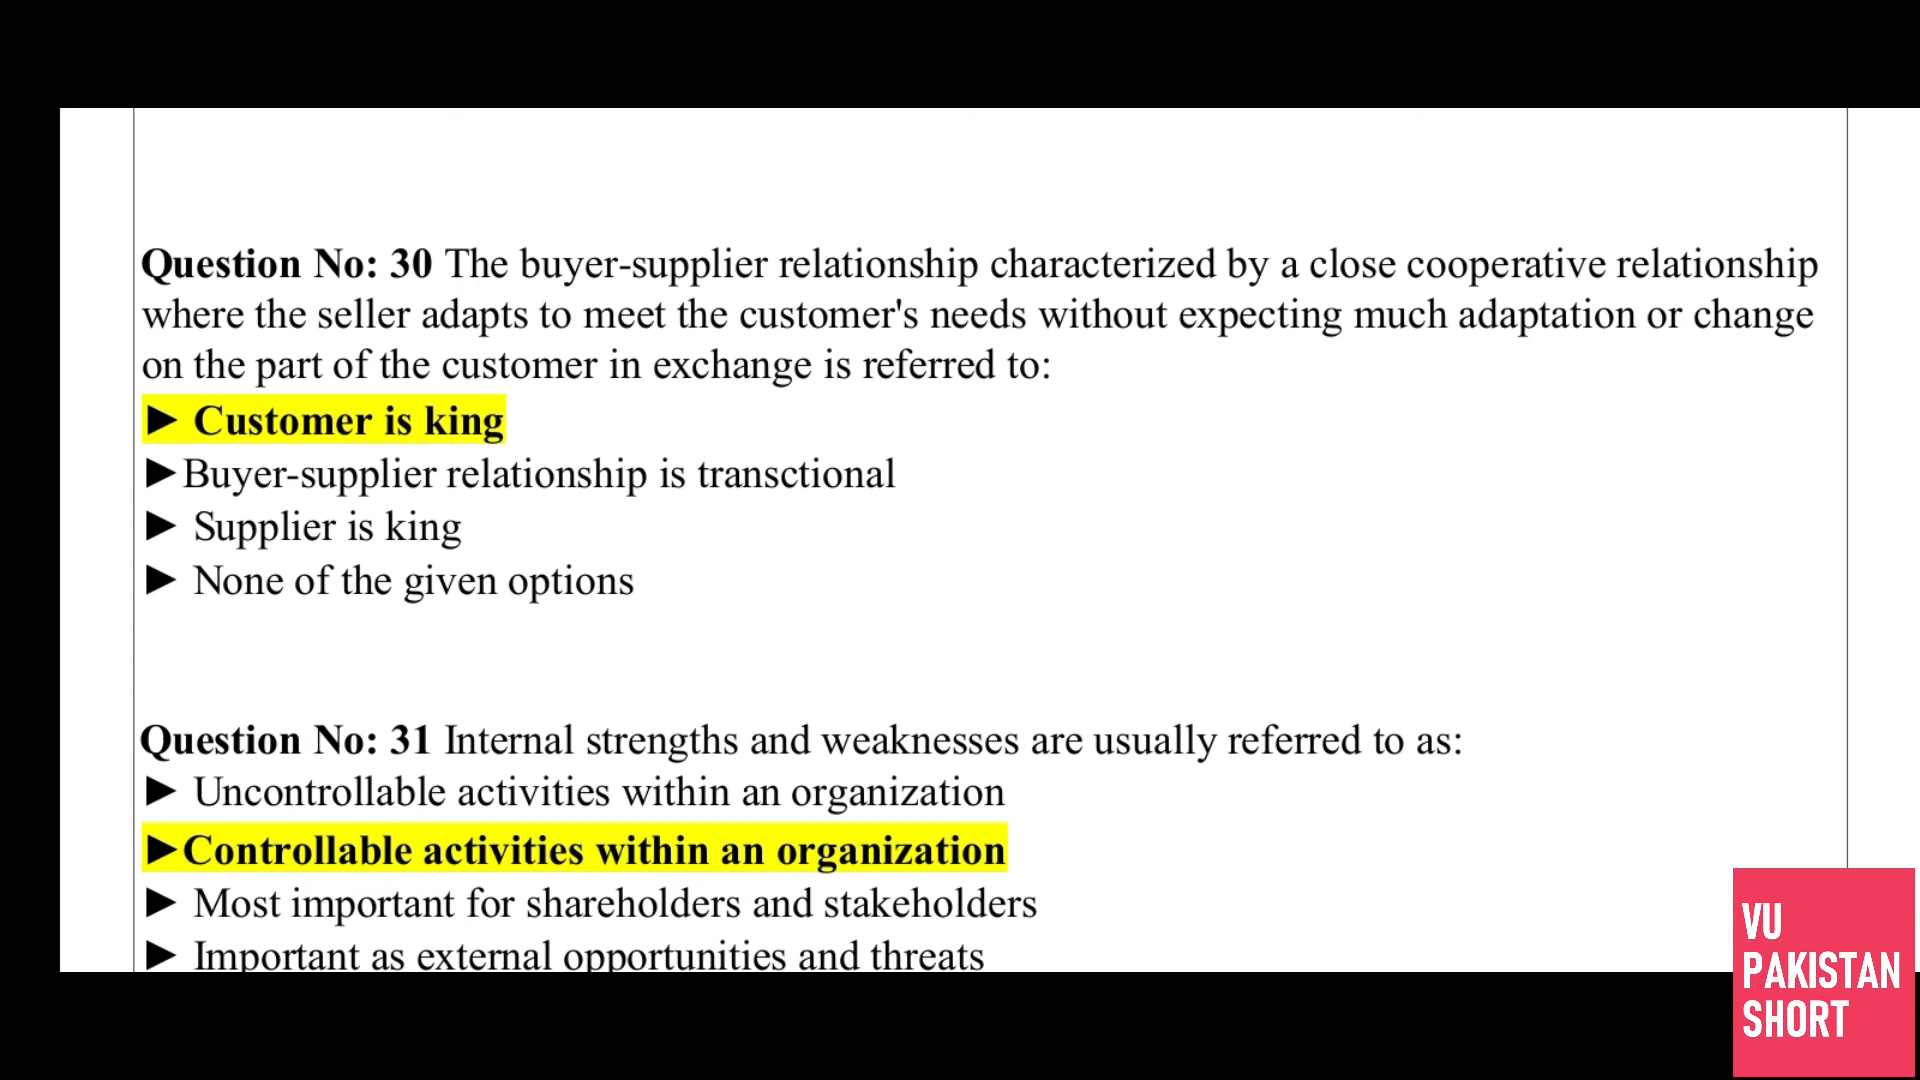 Question No: 30 The buyer-supplier relationship characterized by a close cooperative relationship
where the seller adapts to meet the customer's needs without expecting much adaptation or change
on the part of the customer in exchange is referred to:
► Customer is king
►Buyer-supplier relationship is transctional
► Supplier is king
► None of the given options
Question No: 31 Internal strengths and weaknesses are usually referred to as:
► Uncontrollable activities within an organization
►Controllable activities within an organization
► Most important for shareholders and stakeholders
► Important as external opportunities and threats
VU
PAKISTAN
SHORT